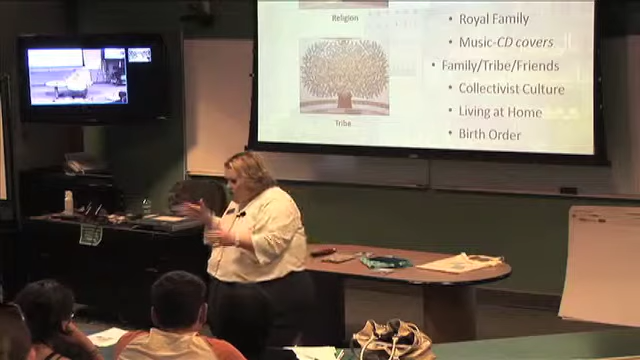 Religion
Tribe
• Royal Family
• Music-CD covers
• Family/Tribe/Friends
• Collectivist Culture
• Living at Home
• Birth Order